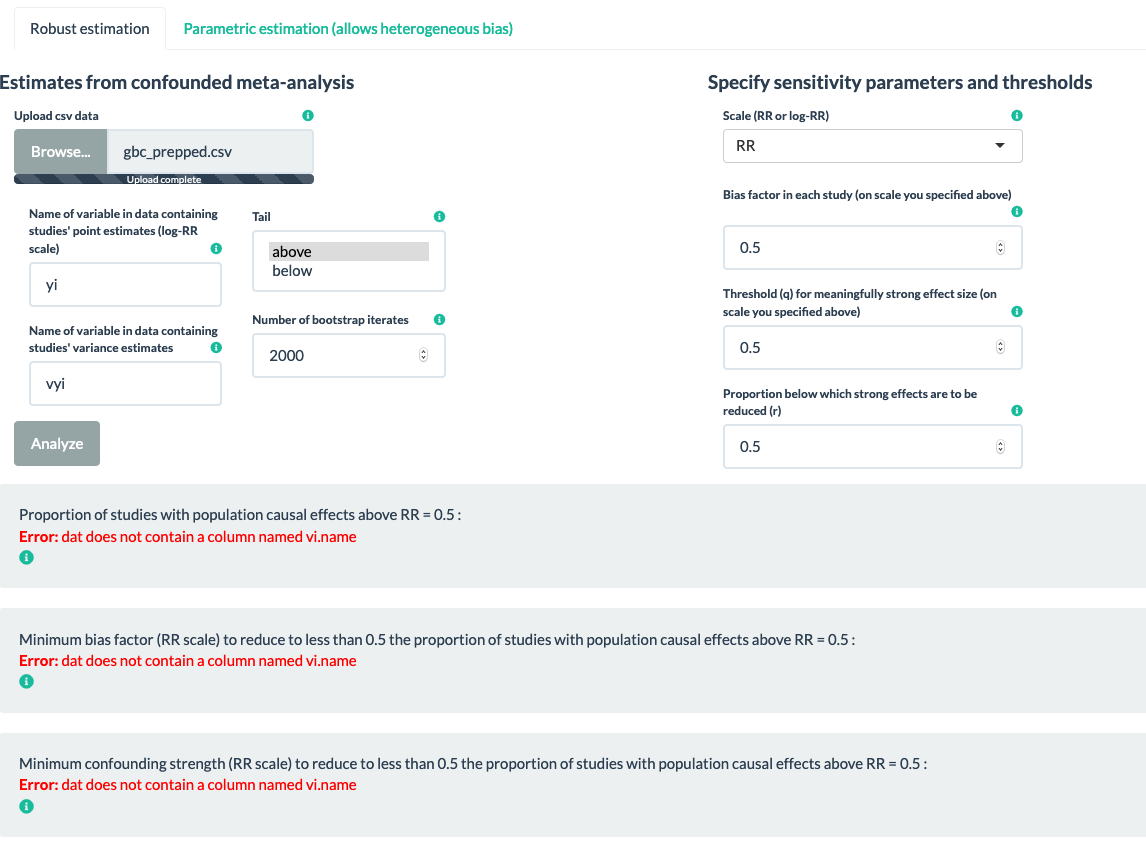 Robust estimation
Parametric estimation (allows heterogeneous bias)
Estimates from confounded meta-analysis
Upload csv data
Browse...
gbc_prepped.csv
Upload complete
Name of variable in data containing
studies' point estimates (log-RR
scale)
yi
Name of variable in data containing
studies' variance estimates
vyi
Tail
above
below
Number of bootstrap iterates
2000
Analyze
Specify sensitivity parameters and thresholds
Scale (RR or log-RR)
RR
Bias factor in each study (on scale you specified above)
0.5
Threshold (q) for meaningfully strong effect size (on
scale you specified above)
0.5
Proportion below which strong effects are to be
reduced (r)
0.5
Proportion of studies with population causal effects above RR = 0.5 :
Error: dat does not contain a column named vi.name
Minimum bias factor (RR scale) to reduce to less than 0.5 the proportion of studies with population causal effects above RR = 0.5 :
Error: dat does not contain a column named vi.name
Minimum confounding strength (RR scale) to reduce to less than 0.5 the proportion of studies with population causal effects above RR = 0.5 :
Error: dat does not contain a column named vi.name